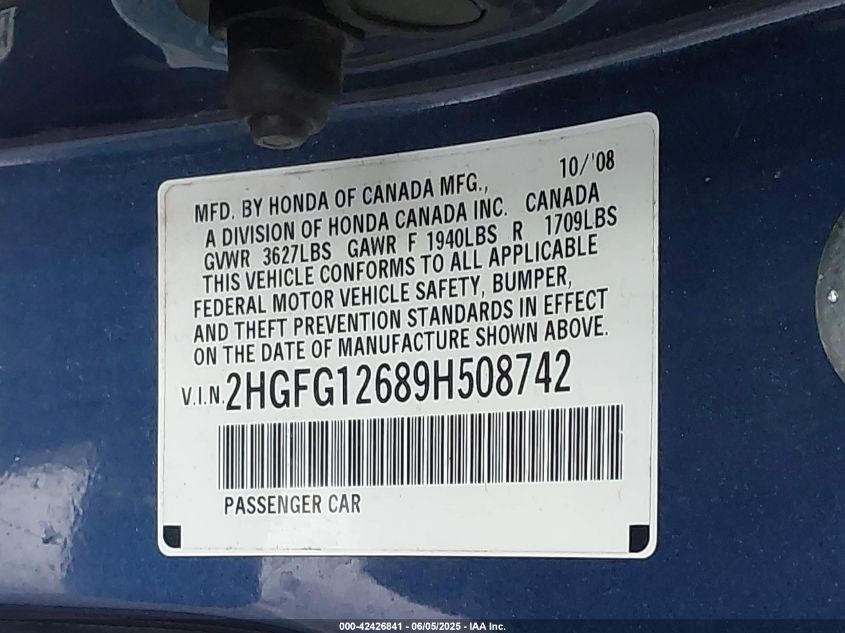 MFD. BY HONDA OF CANADA MFG., 10/'08
A DIVISION OF HONDA CANADA INC. CANADA
GVWR 3627LBS GAWR F 1940LBS R 1709LBS
THIS VEHICLE CONFORMS TO ALL APPLICABLE
FEDERAL MOTOR VEHICLE SAFETY, BUMPER,
AND THEFT PREVENTION STANDARDS IN EFFECT
ON THE DATE OF MANUFACTURE SHOWN ABOVE.
V.I.N. 2HGFG12689H508742
PASSENGER CAR
000-42426841 - 06/05/2025 - IAA Inc.